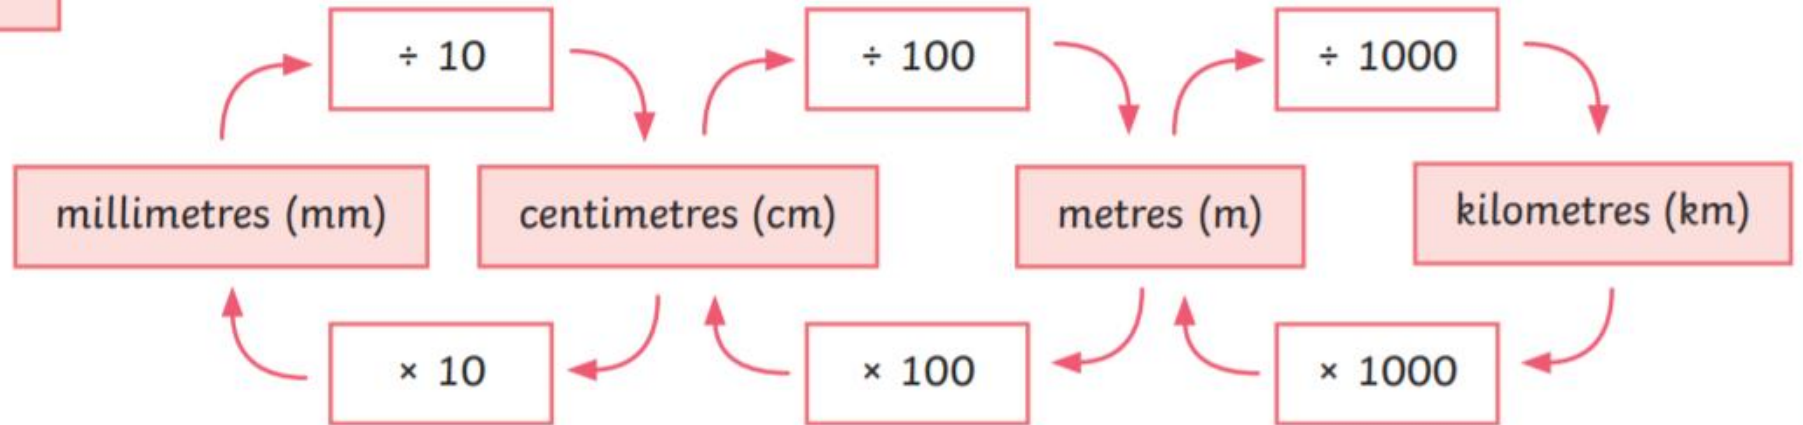 ÷ 10
÷ 100
÷ 1000
millimetres (mm)
centimetres (cm)
metres (m)
kilometres (km)
× 10
× 100
× 1000